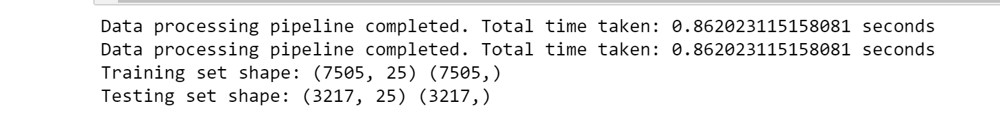 Data processing pipeline completed. Total time taken: 0.862023115158081 seconds
Data processing pipeline completed. Total time taken: 0.862023115158081 seconds
Training set shape: (7505, 25) (7505,)
Testing set shape: (3217, 25) (3217,)